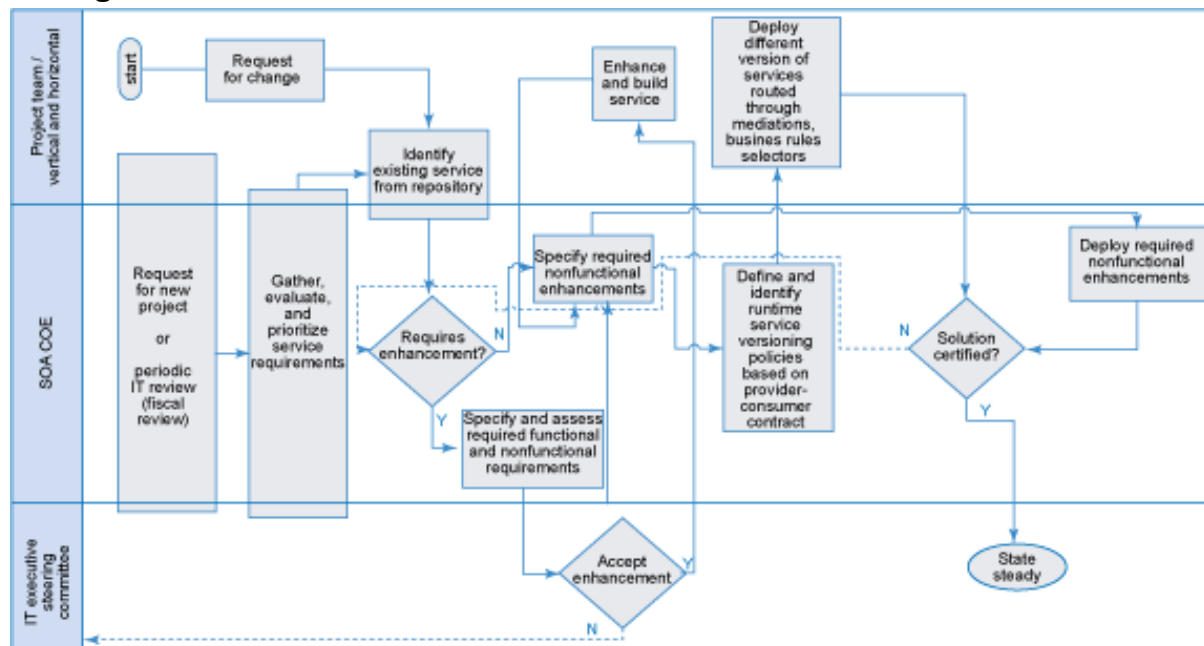 Project team /
vertical and horizontal
start
Request
for change
Identify
existing service
from repository
Enhance
and build
service
Deploy
different
version of
services
routed
through
mediations,
busines rules
selectors
SOA COE
Request
for new
project
or
periodic
IT review
(fiscal
review)
Gather,
evaluate,
and
prioritize
service
requirements
Requires
enhancement?
N
Y
Specify required
nonfunctional
enhancements
Specify and assess
required functional
and nonfunctional
requirements
Define and
identify
runtime
service
versioning
policies
based on
provider-
consumer
contract
Deploy required
nonfunctional
enhancements
N
Solution
certified?
Y
IT executive
steering
committee
Accept
enhancement
Y
N
State
steady